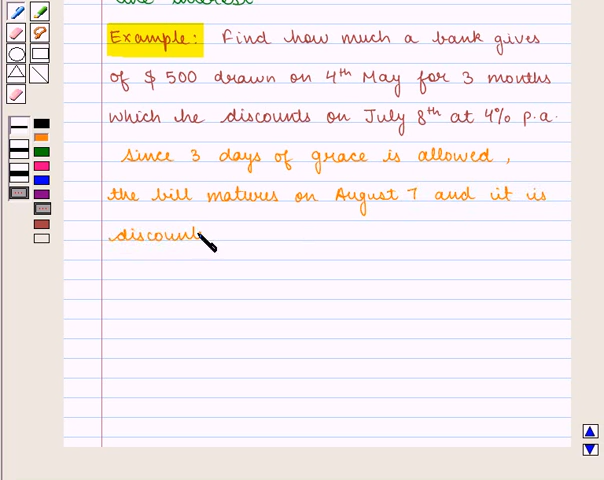 Example: Find how much a bank gives
of $ 500 drawn on 4th May for 3 months
which he discounts on July 8th at 4% p.a.
Since 3 days of grace is allowed,
the bill matures on August 7 and it is
discount